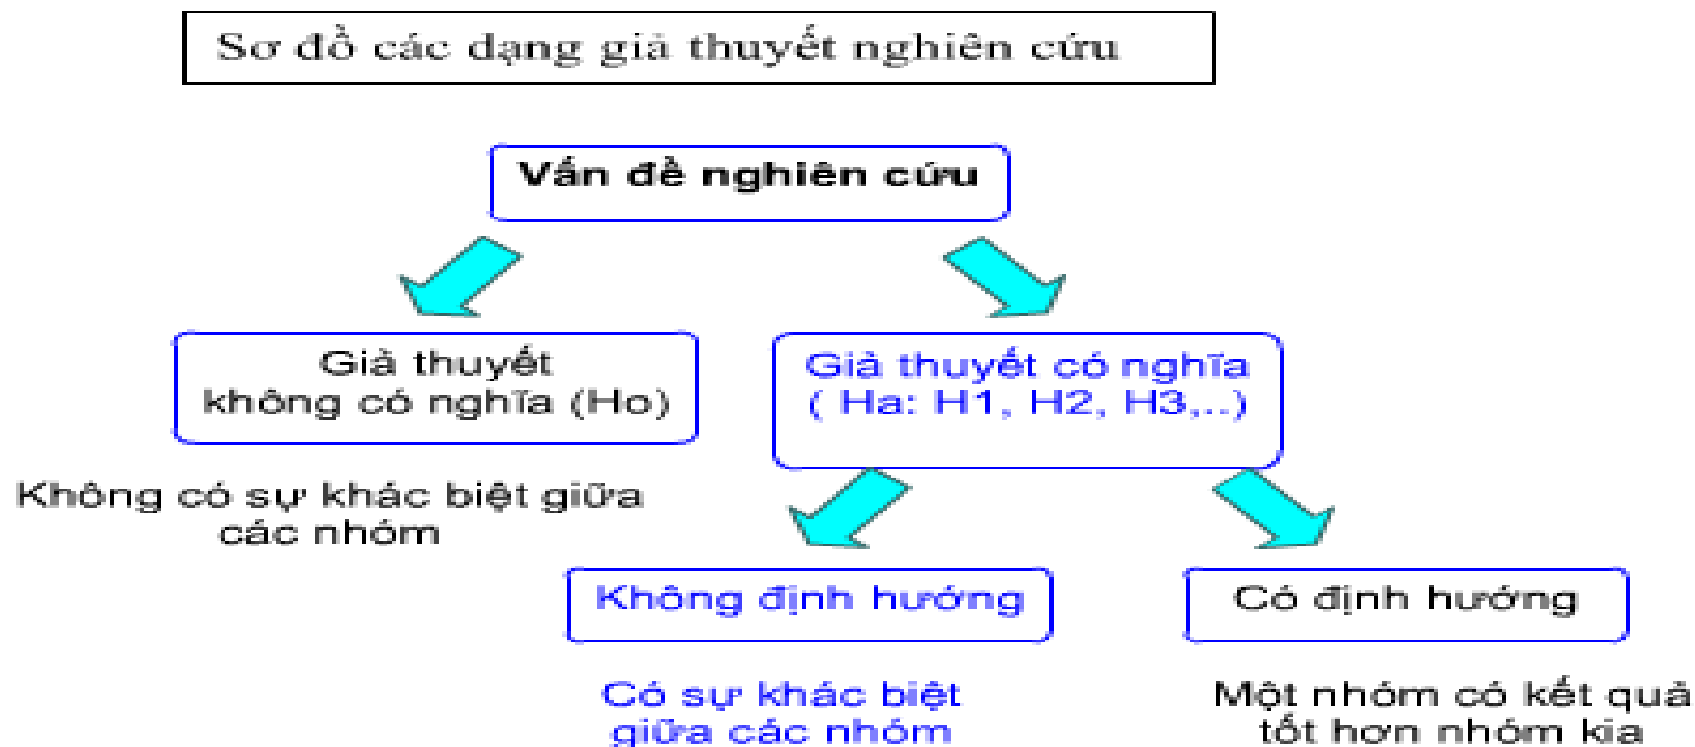 Sơ đồ các dạng giả thuyết nghiên cứu
Vấn đề nghiên cứu
Giả thuyết
không có nghĩa (Ho)
Giả thuyết có nghĩa
( Ha: H1, H2, H3,..)
Không có sự khác biệt giữa
các nhóm
Không định hướng
Có định hướng
Có sự khác biệt
giữa các nhóm
Một nhóm có kết quả
tốt hơn nhóm kia